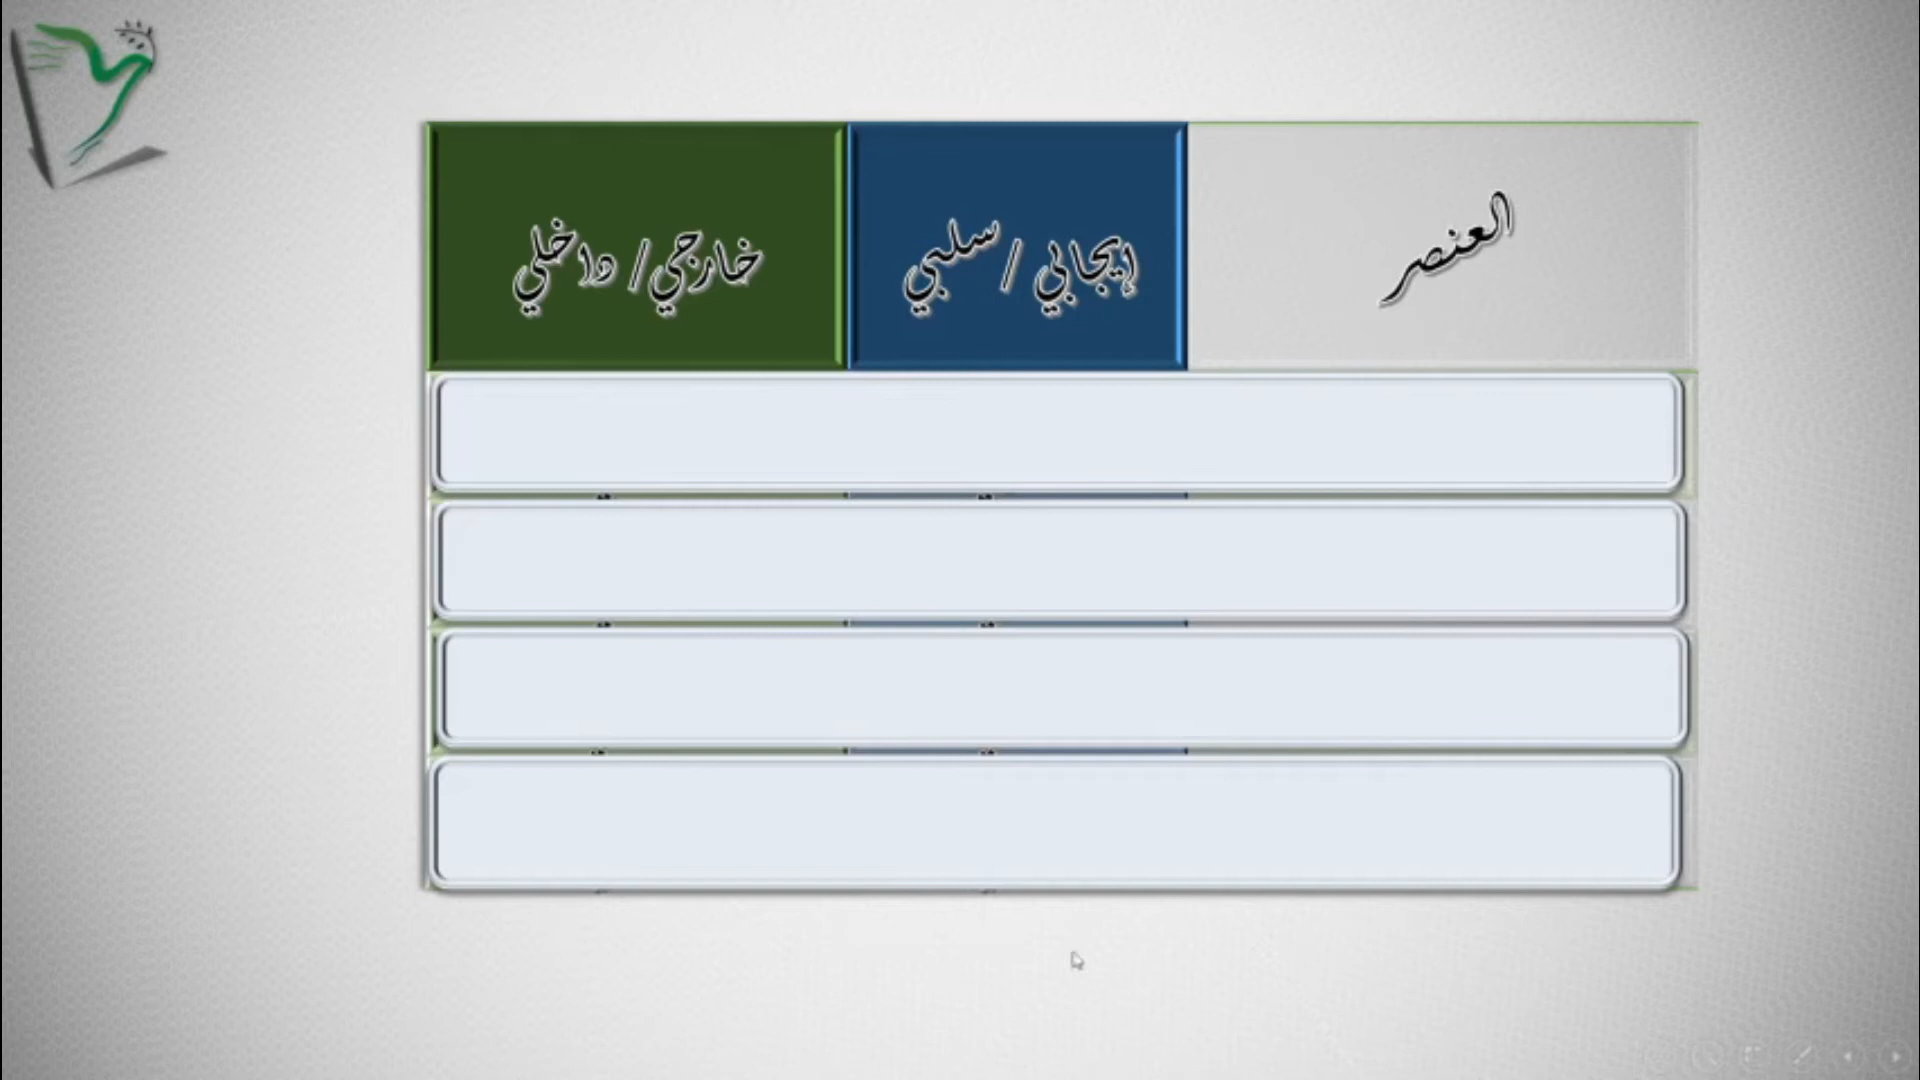 العنصر
إيجابي / سلبي
خارجي / داخلي